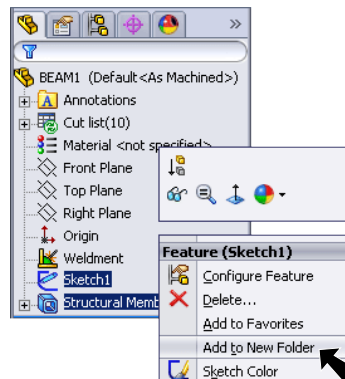 »
BEAM1 (Default<As Machined>)
Annotations
Cut list(10)
Material <not specified>
Front Plane
Top Plane
Right Plane
Origin
Weldment
Sketch1
Structural Memb
Feature (Sketch1)
Configure Feature
Delete...
Add to Favorites
Add to New Folder
Sketch Color